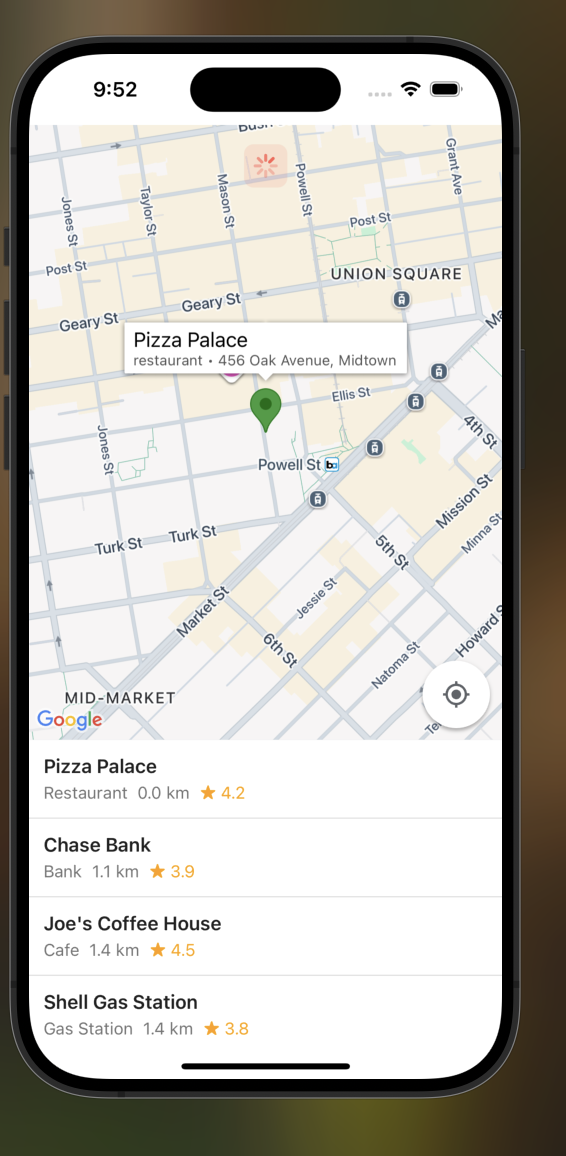 9:52
Bush
Grant Ave
Powell St
Taylor St
Mason St
Jones St
Post St
Post St
UNION SQUARE
Geary St
Geary St
Pizza Palace
restaurant • 456 Oak Avenue, Midtown
Ellis St
4th St
Jones St
Powell St
Mission St
Minna St
Turk St
Turk St
5th St
Jessie St
Market St
Howard S
6th St
Natoma St
MID-MARKET
Google
Pizza Palace
Restaurant 0.0 km ★ 4.2
Chase Bank
Bank 1.1 km ★ 3.9
Joe's Coffee House
Cafe 1.4 km ★ 4.5
Shell Gas Station
Gas Station 1.4 km ★ 3.8